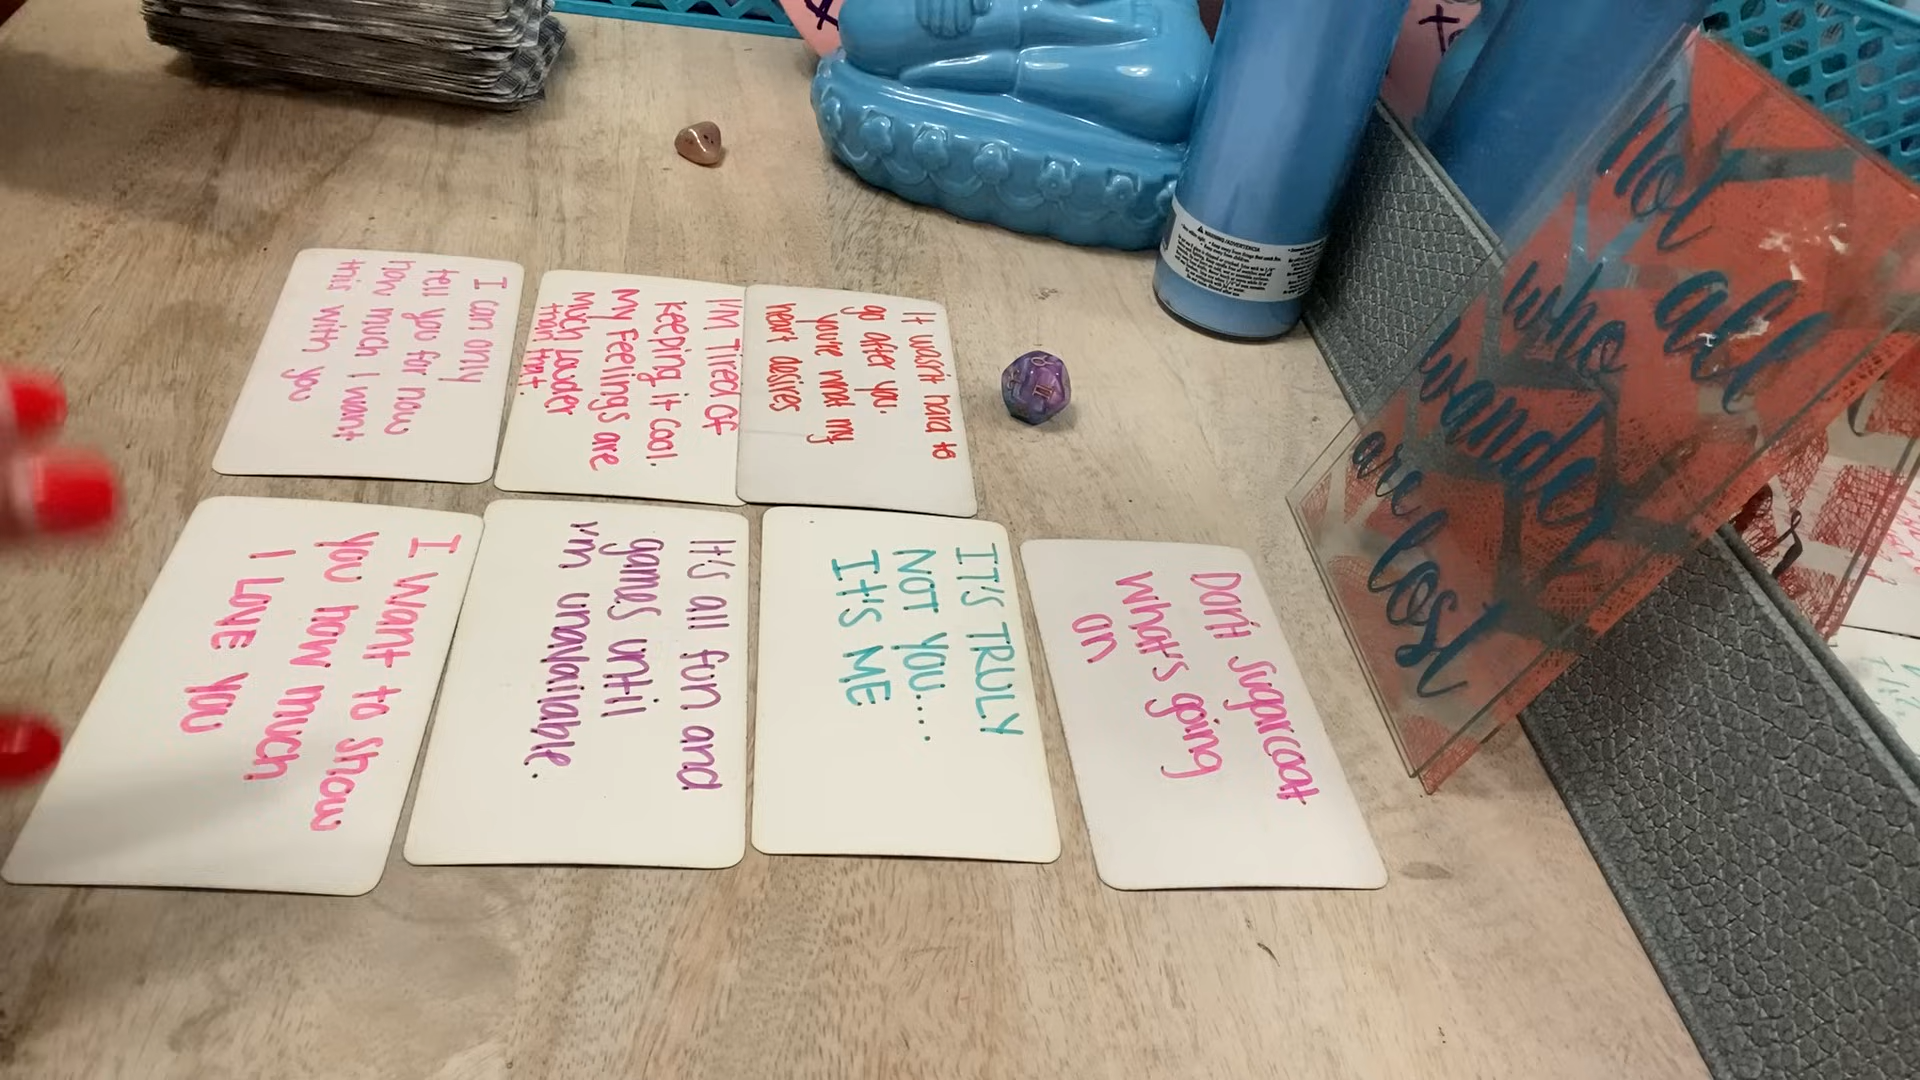 I can only
tell you for now
how much I want
this with you
I'M TIRED OF
keeping it cool.
My Feelings are
Much Louder
than that.
It wasn't hard to
go after you.
you're what my
heart desires
I want to show
you how much
I LOVE you
It's all fun and
games until
I'm unavailable.
IT'S TRULY
NOT YOU....
It's ME
Don't sugarcoat
what's going
on
not all
who
wander
are lost
WARNING/ADVERTENCIA